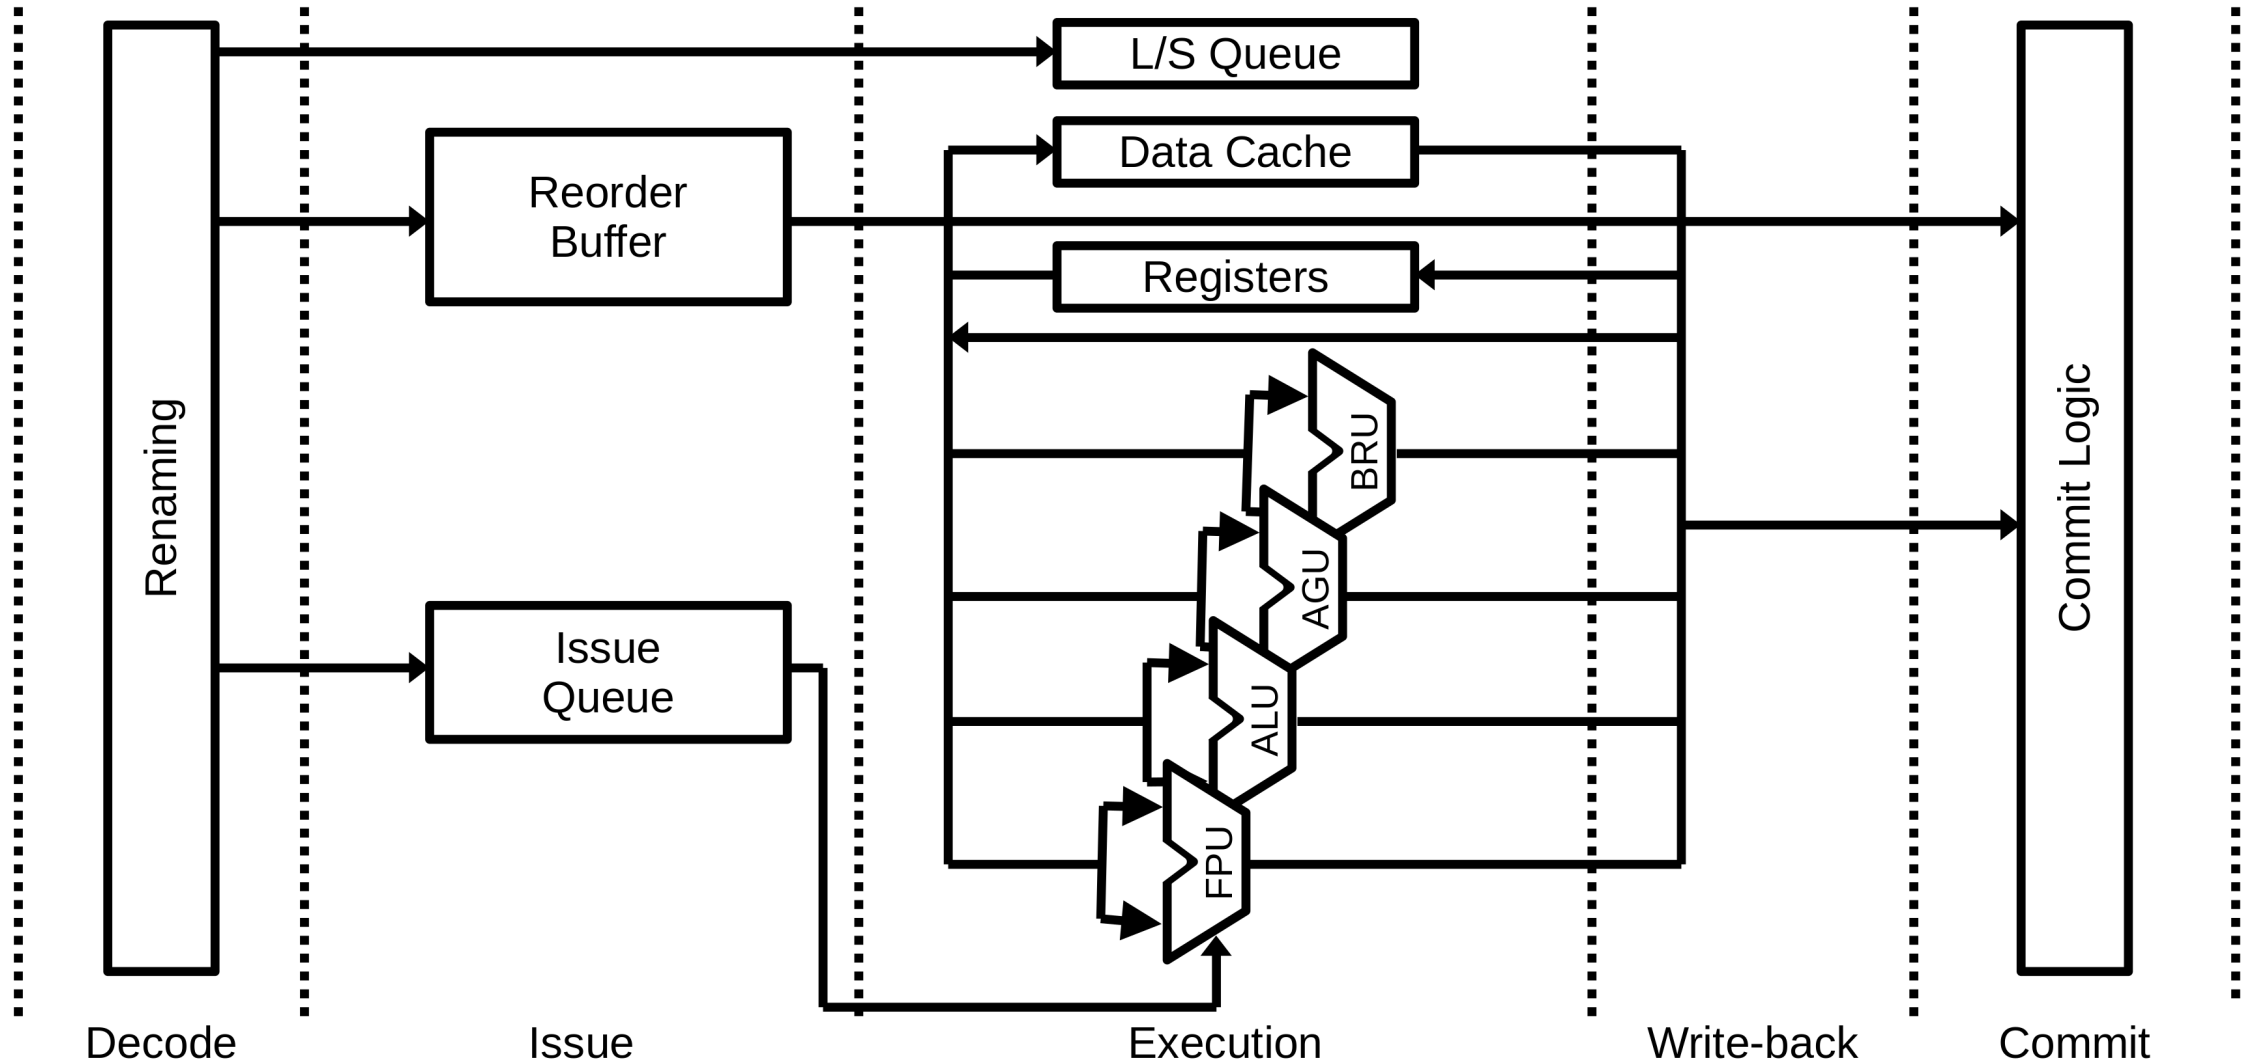 L/S Queue
Data Cache
Reorder
Buffer
Registers
Renaming
BRU
Commit Logic
AGU
Issue
Queue
ALU
FPU
Decode
Issue
Execution
Write-back
Commit